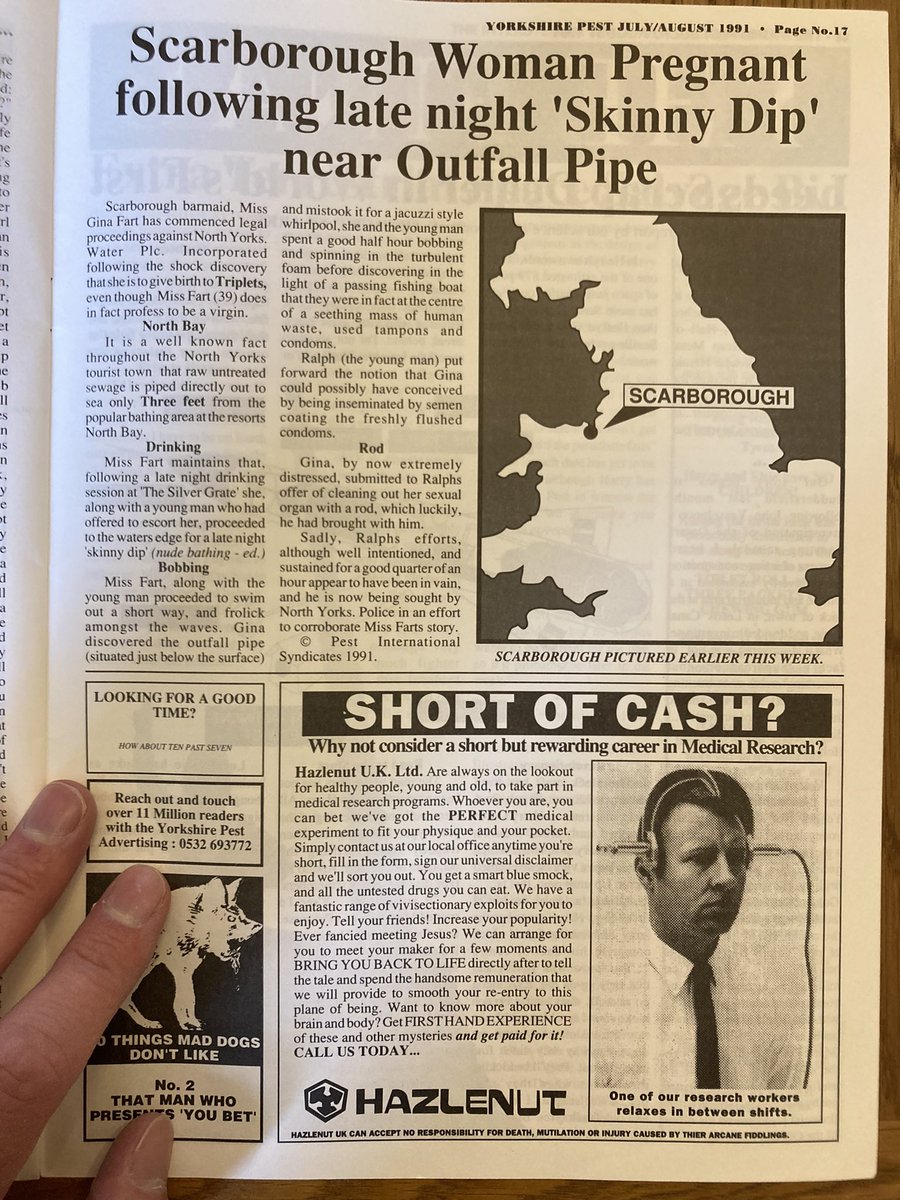 YORKSHIRE PEST JULY/AUGUST 1991 • Page No.17
Scarborough Woman Pregnant
following late night 'Skinny Dip'
near Outfall Pipe
Scarborough barmaid, Miss
Gina Fart has commenced legal
proceedings against North Yorks.
Water Plc. Incorporated
following the shock discovery
that she is to give birth to Triplets,
even though Miss Fart (39) does
in fact profess to be a virgin.
North Bay
It is a well known fact
throughout the North Yorks
tourist town that raw untreated
sewage is piped directly out to
sea only Three feet from the
popular bathing area at the resorts
North Bay.
Drinking
Miss Fart maintains that,
following a late night drinking
session at 'The Silver Grate' she,
along with a young man who had
offered to escort her, proceeded
to the waters edge for a late night
'skinny dip' (nude bathing - ed.)
Bobbing
Miss Fart, along with the
young man proceeded to swim
out a short way, and frolick
amongst the waves. Gina
discovered the outfall pipe
(situated just below the surface)
and mistook it for a jacuzzi style
whirlpool, she and the young man
spent a good half hour bobbing
and spinning in the turbulent
foam before discovering in the
light of a passing fishing boat
that they were in fact at the centre
of a seething mass of human
waste, used tampons and
condoms.
Ralph (the young man) put
forward the notion that Gina
could possibly have conceived
by being inseminated by semen
coating the freshly flushed
condoms.
Rod
Gina, by now extremely
distressed, submitted to Ralphs
offer of cleaning out her sexual
organ with a rod, which luckily,
he had brought with him.
Sadly, Ralphs efforts,
although well intentioned, and
sustained for a good quarter of an
hour appear to have been in vain,
and he is now being sought by
North Yorks. Police in an effort
to corroborate Miss Farts story.
© Pest International
Syndicates 1991.
SCARBOROUGH
SCARBOROUGH PICTURED EARLIER THIS WEEK.
LOOKING FOR A GOOD
TIME?
HOW ABOUT TEN PAST SEVEN
Reach out and touch
over 11 Million readers
with the Yorkshire Pest
Advertising : 0532 693772
THINGS MAD DOGS
DON'T LIKE
No. 2
THAT MAN WHO
PRESENTS 'YOU BET'
SHORT OF CASH?
Why not consider a short but rewarding career in Medical Research?
Hazlenut U.K. Ltd. Are always on the lookout
for healthy people, young and old, to take part in
medical research programs. Whoever you are, you
can bet we've got the PERFECT medical
experiment to fit your physique and your pocket.
Simply contact us at our local office anytime you're
short, fill in the form, sign our universal disclaimer
and we'll sort you out. You get a smart blue smock,
and all the untested drugs you can eat. We have a
fantastic range of vivisectionary exploits for you to
enjoy. Tell your friends! Increase your popularity!
Ever fancied meeting Jesus? We can arrange for
you to meet your maker for a few moments and
BRING YOU BACK TO LIFE directly after to tell
the tale and spend the handsome remuneration that
we will provide to smooth your re-entry to this
plane of being. Want to know more about your
brain and body? Get FIRST HAND EXPERIENCE
of these and other mysteries and get paid for it!
CALL US TODAY...
HAZLENUT
One of our research workers
relaxes in between shifts.
HAZLENUT UK CAN ACCEPT NO RESPONSIBILITY FOR DEATH, MUTILATION OR INJURY CAUSED BY THIER ARCANE FIDDLINGS.